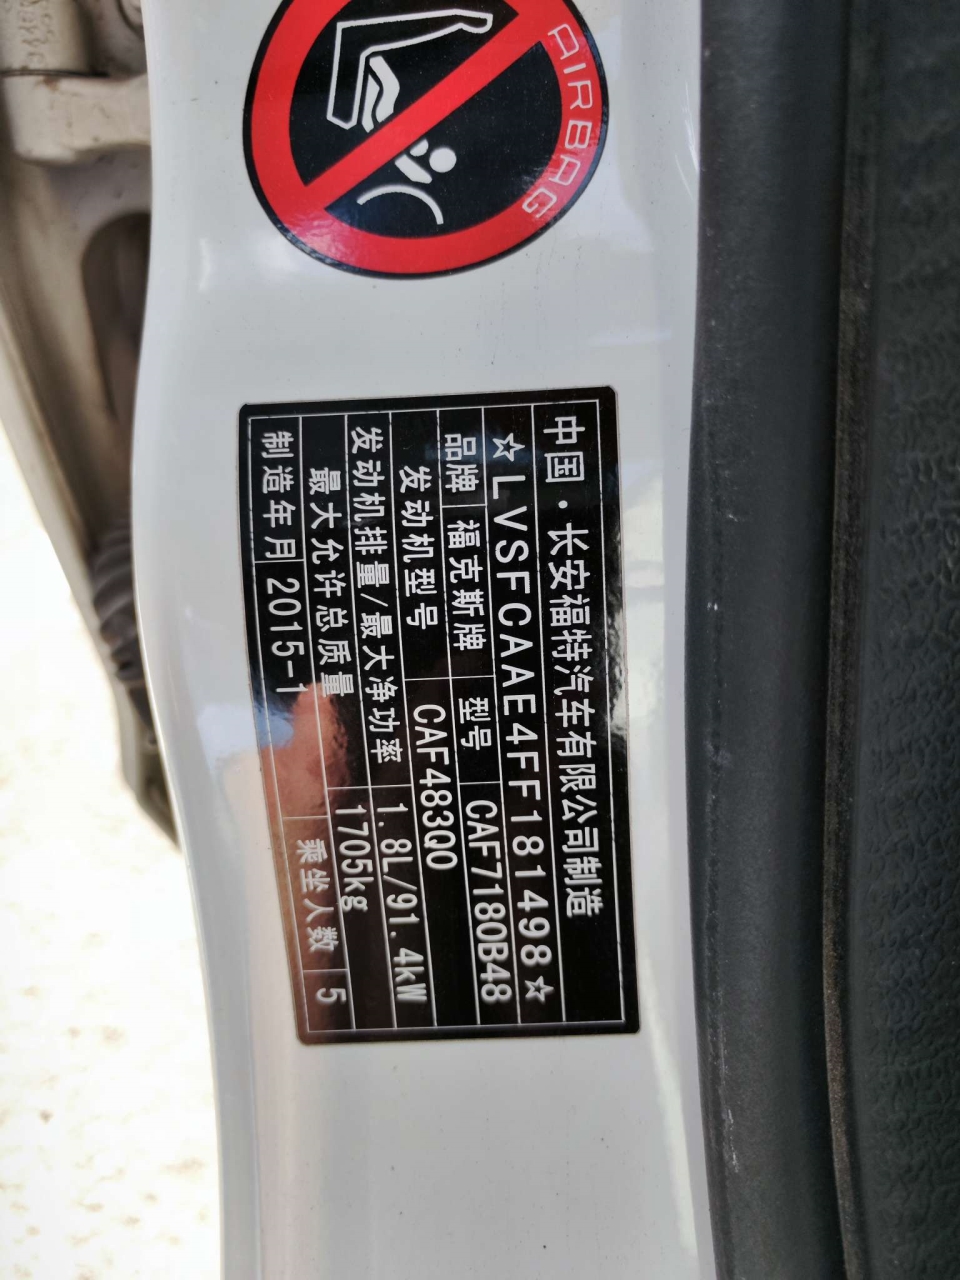 AIRBAG
中国·长安福特汽车有限公司制造
☆LVSFCAAE4FF181498☆
品牌 福克斯牌 型号 CAF7180B48
发动机型号 CAF483Q0
发动机排量/最大净功率 1.8L/91.4kW
最大允许总质量 1705kg
制造年月 2015-1 乘坐人数 5